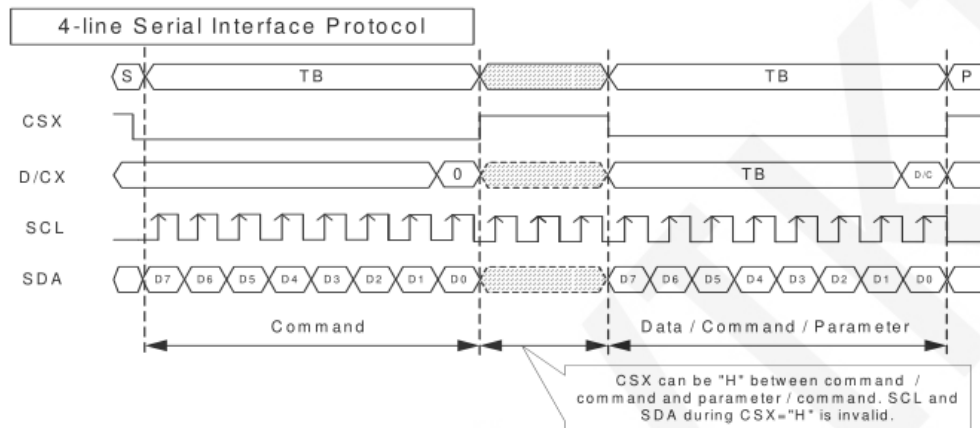 4-line Serial Interface Protocol
S TB TB P
CSX
D/CX 0 TB D/C
SCL
SDA D7 D6 D5 D4 D3 D2 D1 D0 D7 D6 D5 D4 D3 D2 D1 D0
Command Data / Command / Parameter
CSX can be "H" between command /
command and parameter / command. SCL and
SDA during CSX="H" is invalid.